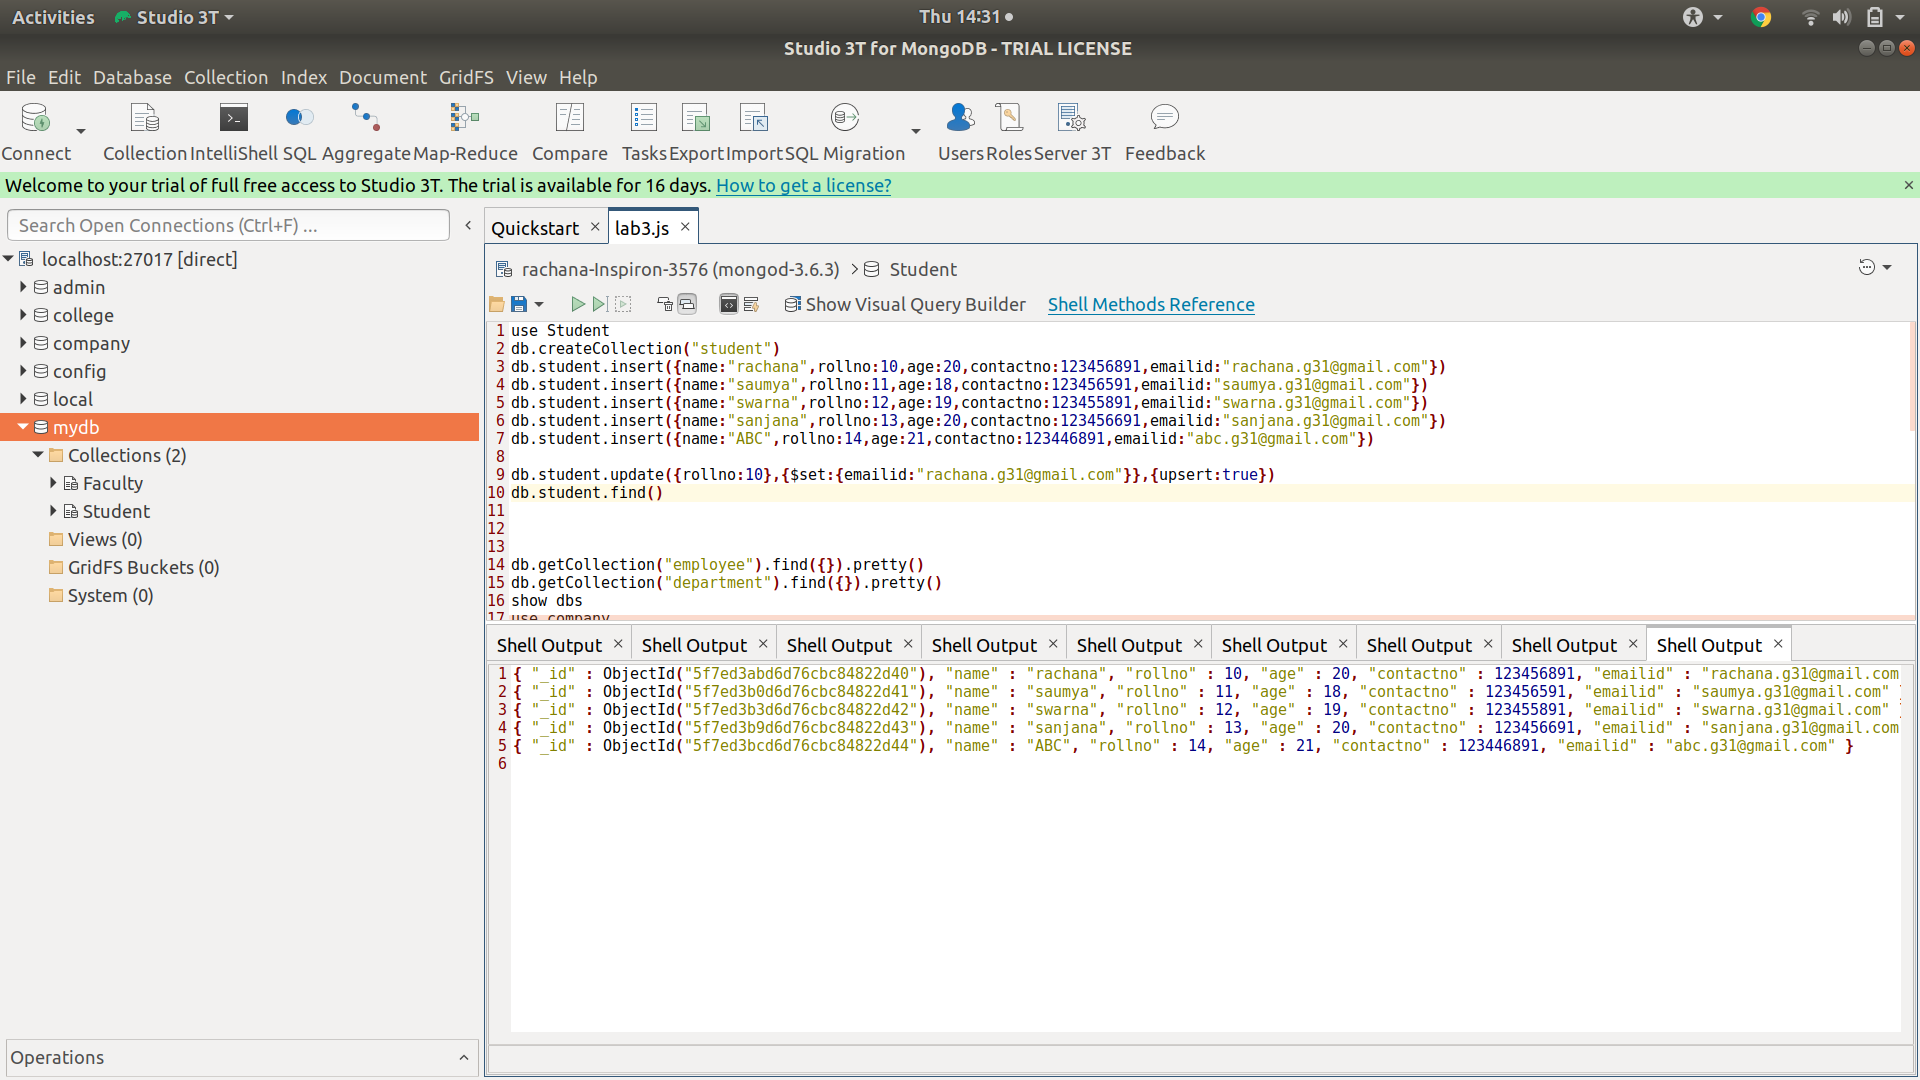 Activities Studio 3T Thu 14:31
Studio 3T for MongoDB - TRIAL LICENSE
File Edit Database Collection Index Document GridFS View Help
Connect Collection IntelliShell SQL Aggregate Map-Reduce Compare Tasks Export Import SQL Migration Users Roles Server 3T Feedback
Welcome to your trial of full free access to Studio 3T. The trial is available for 16 days. How to get a license?
Search Open Connections (Ctrl+F) ...
localhost:27017 [direct]
admin
college
company
config
local
mydb
Collections (2)
Faculty
Student
Views (0)
GridFS Buckets (0)
System (0)
Operations
Quickstart lab3.js
rachana-Inspiron-3576 (mongod-3.6.3) Student
Show Visual Query Builder Shell Methods Reference
1 use Student
2 db.createCollection("student")
3 db.student.insert({name:"rachana",rollno:10,age:20,contactno:123456891,emailid:"rachana.g31@gmail.com"})
4 db.student.insert({name:"saumya",rollno:11,age:18,contactno:123456591,emailid:"saumya.g31@gmail.com"})
5 db.student.insert({name:"swarna",rollno:12,age:19,contactno:123455891,emailid:"swarna.g31@gmail.com"})
6 db.student.insert({name:"sanjana",rollno:13,age:20,contactno:123456691,emailid:"sanjana.g31@gmail.com"})
7 db.student.insert({name:"ABC",rollno:14,age:21,contactno:123446891,emailid:"abc.g31@gmail.com"})
8
9 db.student.update({rollno:10},{$set:{emailid:"rachana.g31@gmail.com"}},{upsert:true})
10 db.student.find()
11
12
13
14 db.getCollection("employee").find({}).pretty()
15 db.getCollection("department").find({}).pretty()
16 show dbs
17 use company
Shell Output Shell Output Shell Output Shell Output Shell Output Shell Output Shell Output Shell Output Shell Output
1 { "_id" : ObjectId("5f7ed3abd6d76cbc84822d40"), "name" : "rachana", "rollno" : 10, "age" : 20, "contactno" : 123456891, "emailid" : "rachana.g31@gmail.com
2 { "_id" : ObjectId("5f7ed3b0d6d76cbc84822d41"), "name" : "saumya", "rollno" : 11, "age" : 18, "contactno" : 123456591, "emailid" : "saumya.g31@gmail.com" }
3 { "_id" : ObjectId("5f7ed3b3d6d76cbc84822d42"), "name" : "swarna", "rollno" : 12, "age" : 19, "contactno" : 123455891, "emailid" : "swarna.g31@gmail.com" }
4 { "_id" : ObjectId("5f7ed3b9d6d76cbc84822d43"), "name" : "sanjana", "rollno" : 13, "age" : 20, "contactno" : 123456691, "emailid" : "sanjana.g31@gmail.com
5 { "_id" : ObjectId("5f7ed3bcd6d76cbc84822d44"), "name" : "ABC", "rollno" : 14, "age" : 21, "contactno" : 123446891, "emailid" : "abc.g31@gmail.com" }
6